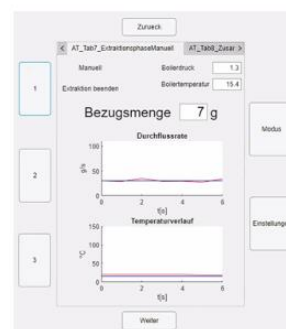 Zurueck
< AT_Tab7_ExtraktionsphaseManuell AT_Tab8_Zusar >
Manuell Boilerdruck 1.3
Extraktion beenden Boilertemperatur 15.4
1
Bezugsmenge 7 g
Modus
Durchflussrate
100
g/s
50
0
0 2 4 6
t[s]
2
Temperaturverlauf
150
100
°C
50
0
0 2 4 6
t[s]
Einstellunge
3
Weiter